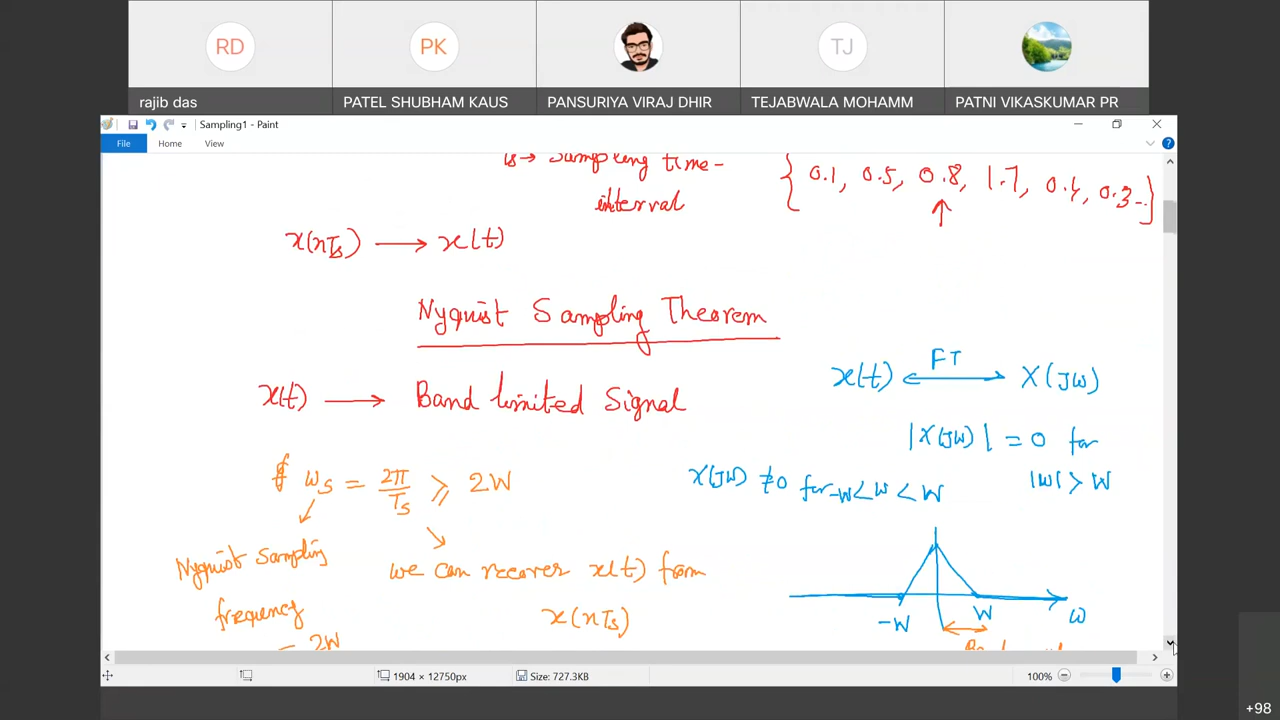 RD
PK
TJ
rajib das
PATEL SHUBHAM KAUS
PANSURIYA VIRAJ DHIR
TEJABWALA MOHAMM
PATNI VIKASKUMAR PR
Sampling1 - Paint
File
Home
View
Ts → Sampling time-
interval
{0.1, 0.5, 0.8, 1.7, 0.4, 0.3-..}
↑
x(nTs) → x(t)
Nyquist Sampling Theorem
x(t) ←FT→ X(jω)
x(t) → Band limited Signal
|X(jω)| = 0 for
|ω| > W
X(jω) ≠0 for -W<ω<W
ωs = 2π/Ts ≥ 2W
Nyquist Sampling
frequency
= 2W
we can recover x(t) from
x(nTs)
-W
W
ω
1904 × 12750px
Size: 727.3KB
100%
+98